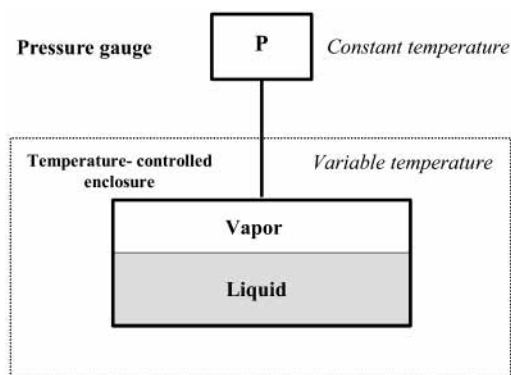 P
Pressure gauge
Constant temperature
Temperature- controlled
enclosure
Variable temperature
Vapor
Liquid